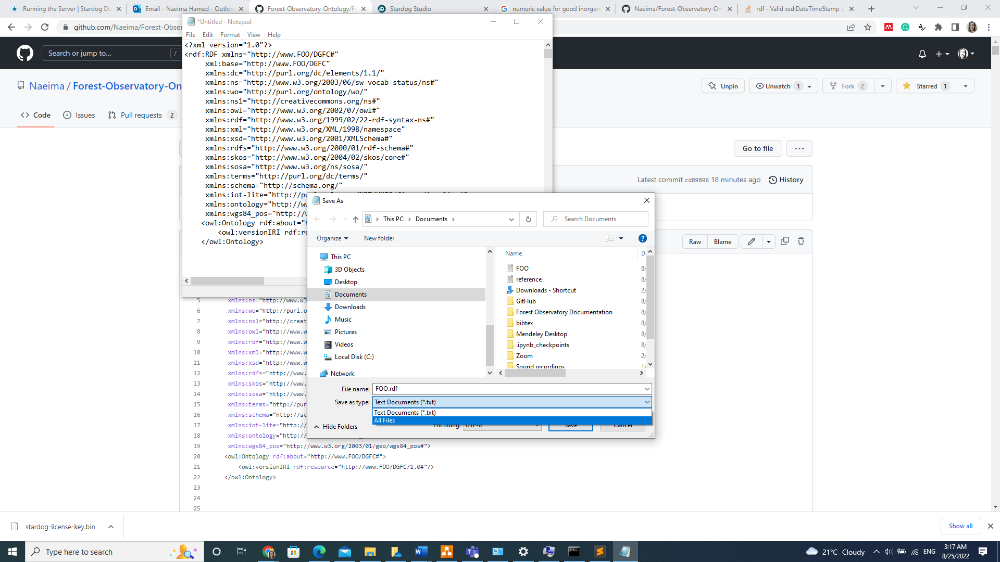 Running the Server | Stardog Do
Email - Naeima Hamed - Outloo
Forest-Observatory-Ontology/Fo
Stardog Studio
numeric value for good inorgan
Naeima/Forest-Observatory-Ont
rdf - Valid xsd:DateTimeStamp L
github.com/Naeima/Forest-Obser
*Untitled - Notepad
File Edit Format View Help
<?xml version="1.0"?>
<rdf:RDF xmlns="http://www.FOO/DGFC#"
xml:base="http://www.FOO/DGFC"
xmlns:dc="http://purl.org/dc/elements/1.1/"
xmlns:ns="http://www.w3.org/2003/06/sw-vocab-status/ns#"
xmlns:wo="http://purl.org/ontology/wo/"
xmlns:ns1="http://creativecommons.org/ns#"
xmlns:owl="http://www.w3.org/2002/07/owl#"
xmlns:rdf="http://www.w3.org/1999/02/22-rdf-syntax-ns#"
xmlns:xml="http://www.w3.org/XML/1998/namespace"
xmlns:xsd="http://www.w3.org/2001/XMLSchema#"
xmlns:rdfs="http://www.w3.org/2000/01/rdf-schema#"
xmlns:skos="http://www.w3.org/2004/02/skos/core#"
xmlns:sosa="http://www.w3.org/ns/sosa/"
xmlns:terms="http://purl.org/dc/terms/"
xmlns:schema="http://schema.org/"
xmlns:iot-lite="http://pu
xmlns:ontology="http://ww
xmlns:wgs84_pos="http://w
<owl:Ontology rdf:about="h
<owl:versionIRI rdf:re
</owl:Ontology>
Search or jump to... /
Naeima / Forest-Observatory-On
Unpin
Unwatch 1
Fork 2
Starred 1
Code
Issues
Pull requests 2
Go to file
...
Latest commit cd89896 18 minutes ago
History
Raw
Blame
Save As
This PC > Documents >
Search Documents
Organize
New folder
This PC
3D Objects
Desktop
Documents
Downloads
Music
Pictures
Videos
Local Disk (C:)
Network
Name D
FOO 8/
reference 8/
Downloads - Shortcut 2/
GitHub 8/
Forest Observatory Documentation 8/
bibtex 8/
Mendeley Desktop 8/
.ipynb_checkpoints 8/
Zoom 2/
Sound recordings 1/
File name: FOO.rdf
Save as type: Text Documents (*.txt)
Text Documents (*.txt)
All Files
Hide Folders
Encoding: UTF-8
Save
Cancel
5 xmlns:ns="http://www.w3
6 xmlns:wo="http://purl.o
7 xmlns:ns1="http://creat
8 xmlns:owl="http://www.w
9 xmlns:rdf="http://www.w
10 xmlns:xml="http://www.w
11 xmlns:xsd="http://www.w
12 xmlns:rdfs="http://www.
13 xmlns:skos="http://www.
14 xmlns:sosa="http://www.
15 xmlns:terms="http://pur
16 xmlns:schema="http://sc
17 xmlns:iot-lite="http://
18 xmlns:ontology="http://
19 xmlns:wgs84_pos="http://www.w3.org/2003/01/geo/wgs84_pos#">
20 <owl:Ontology rdf:about="http://www.FOO/DGFC#">
21 <owl:versionIRI rdf:resource="http://www.FOO/DGFC/1.0#"/>
22 </owl:Ontology>
23
24
25
stardog-license-key.bin
Show all
Type here to search
21°C Cloudy
ENG
3:17 AM
8/25/2022